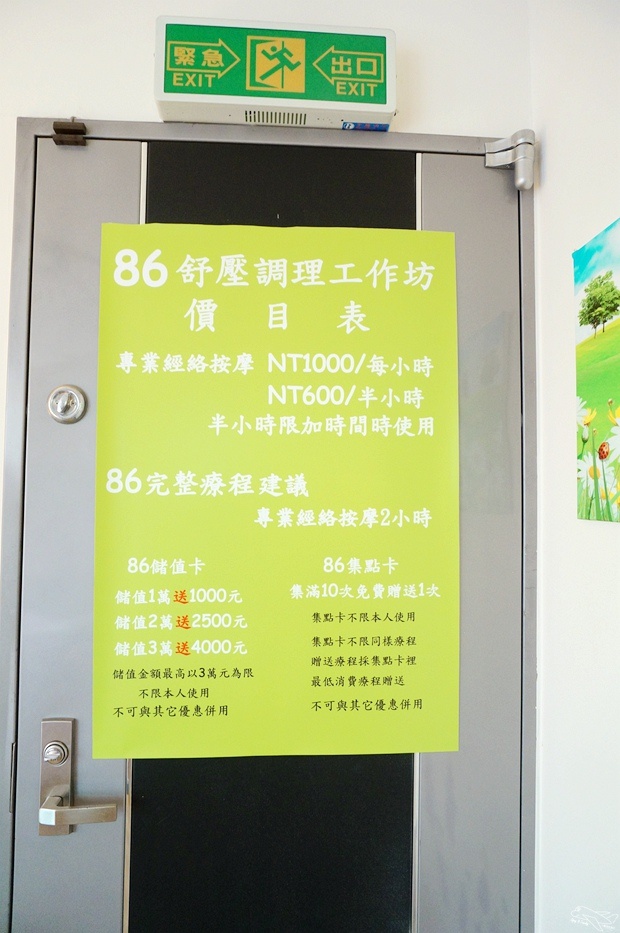 緊急 出口
EXIT EXIT
86舒壓調理工作坊
價目表
專業經絡按摩 NT1000/每小時
NT600/半小時
半小時限加時間時使用
86完整療程建議
專業經絡按摩2小時
86儲值卡
儲值1萬送1000元
儲值2萬送2500元
儲值3萬送4000元
儲值金額最高以3萬元為限
不限本人使用
不可與其它優惠併用
86集點卡
集滿10次免費贈送1次
集點卡不限本人使用
集點卡不限同樣療程
贈送療程採集點卡裡
最低消費療程贈送
不可與其它優惠併用